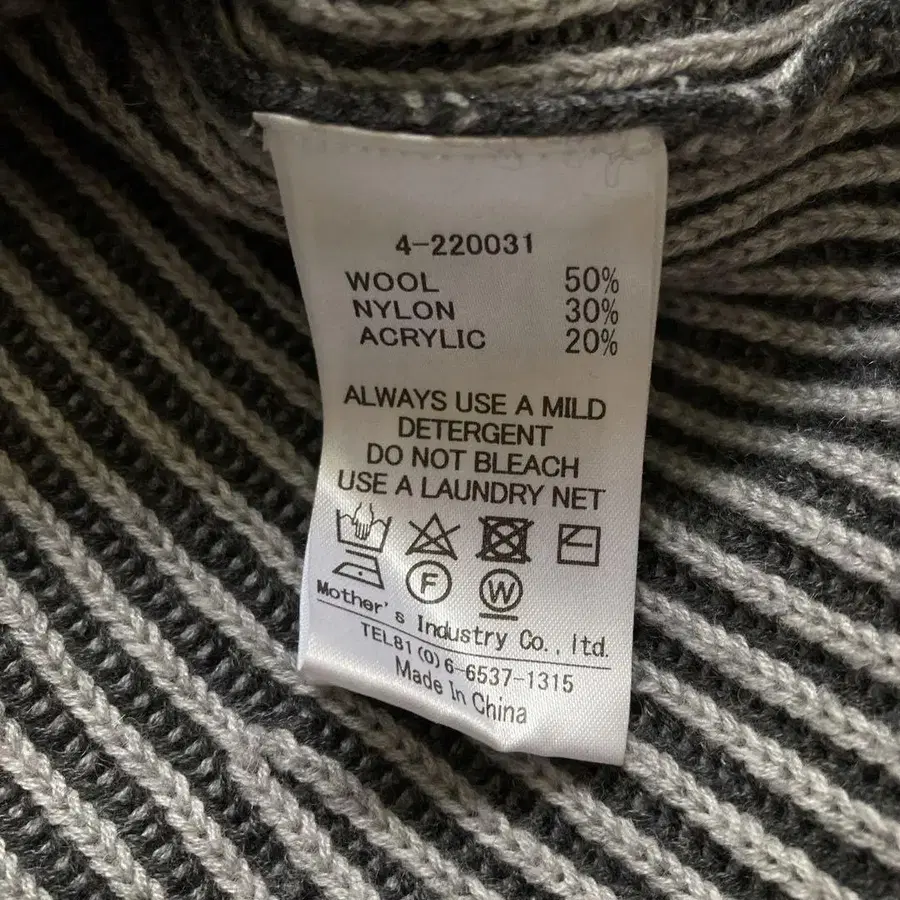 4-220031
WOOL 50%
NYLON 30%
ACRYLIC 20%
ALWAYS USE A MILD
DETERGENT
DO NOT BLEACH
USE A LAUNDRY NET
F W
Mother's Industry Co., ltd.
TEL81(0)6-6537-1315
Made In China